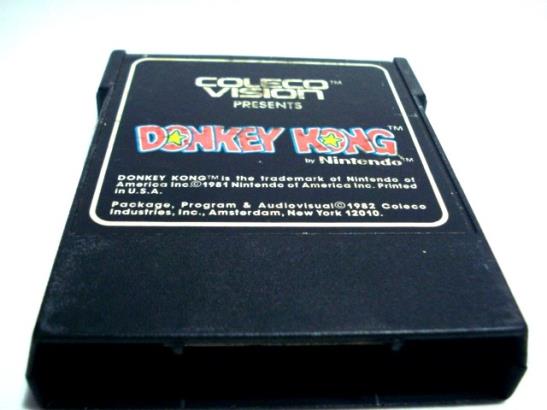 COLECO™
VISION
PRESENTS
DONKEY KONG™
by Nintendo™
DONKEY KONG™ is the trademark of Nintendo of
America Inc.©1981 Nintendo of America Inc. Printed
in U.S.A.
Package, Program & Audiovisual©1982 Coleco
Industries, Inc., Amsterdam, New York 12010.